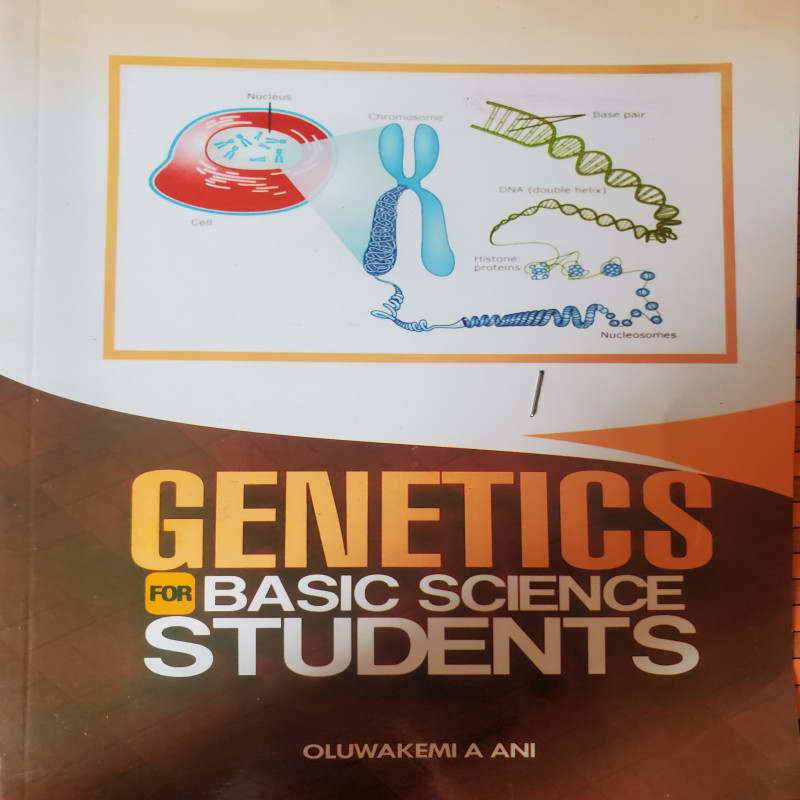 Nucleus
Chromosome
Base pair
DNA (double helix)
Cell
Histone
proteins
Nucleosomes
GENETICS
FOR BASIC SCIENCE
STUDENTS
OLUWAKEMI A ANI